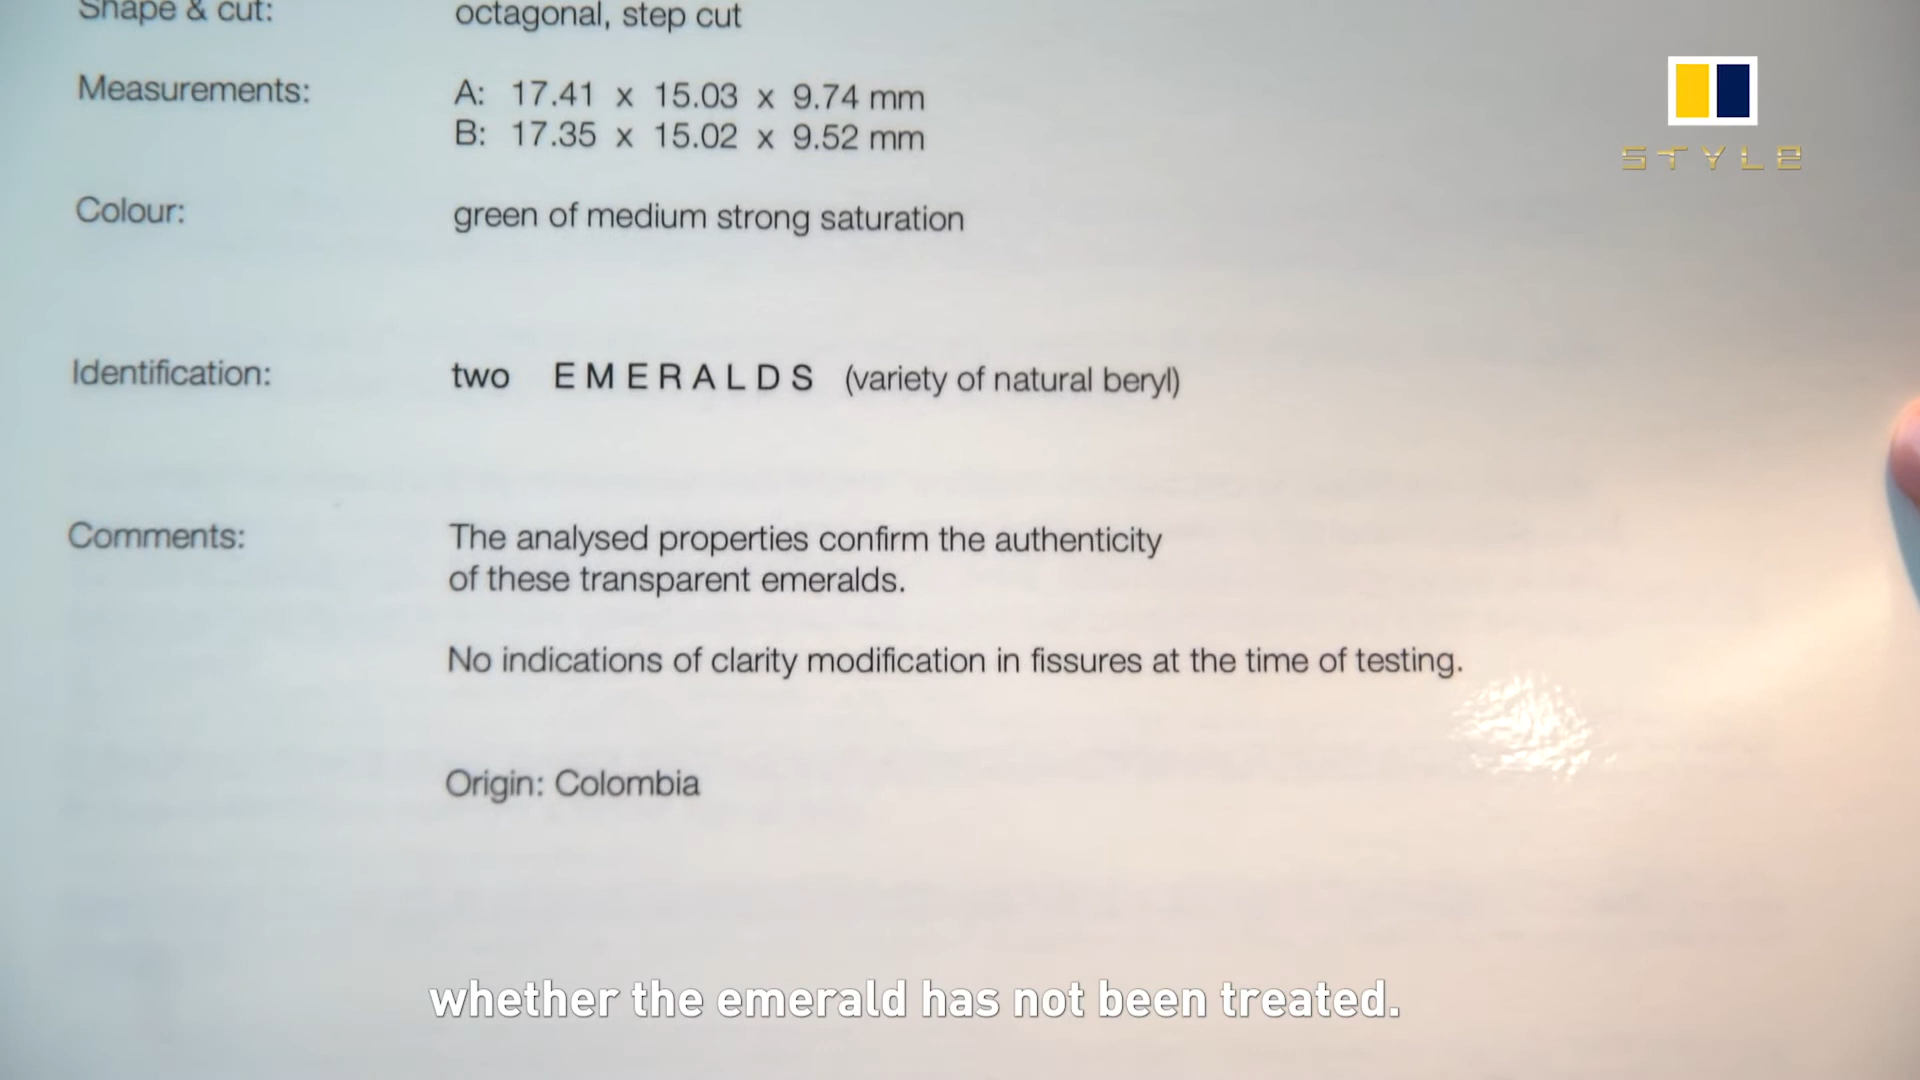 Shape & cut: octagonal, step cut
Measurements: A: 17.41 x 15.03 x 9.74 mm
B: 17.35 x 15.02 x 9.52 mm
STYLE
Colour: green of medium strong saturation
Identification: two EMERALDS (variety of natural beryl)
Comments: The analysed properties confirm the authenticity
of these transparent emeralds.
No indications of clarity modification in fissures at the time of testing.
Origin: Colombia
whether the emerald has not been treated.